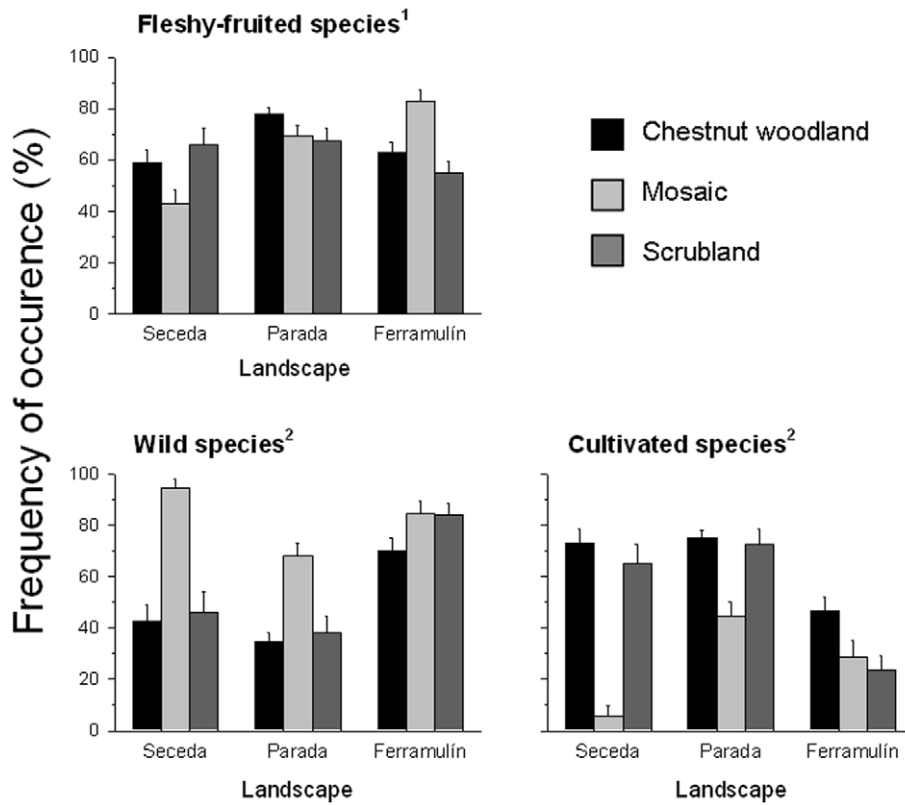 Fleshy-fruited species¹
Frequency of occurence (%)
100
80
60
40
20
0
Seceda Parada Ferramulín
Landscape
Chestnut woodland
Mosaic
Scrubland
Wild species²
100
80
60
40
20
0
Seceda Parada Ferramulín
Landscape
Cultivated species²
Seceda Parada Ferramulín
Landscape